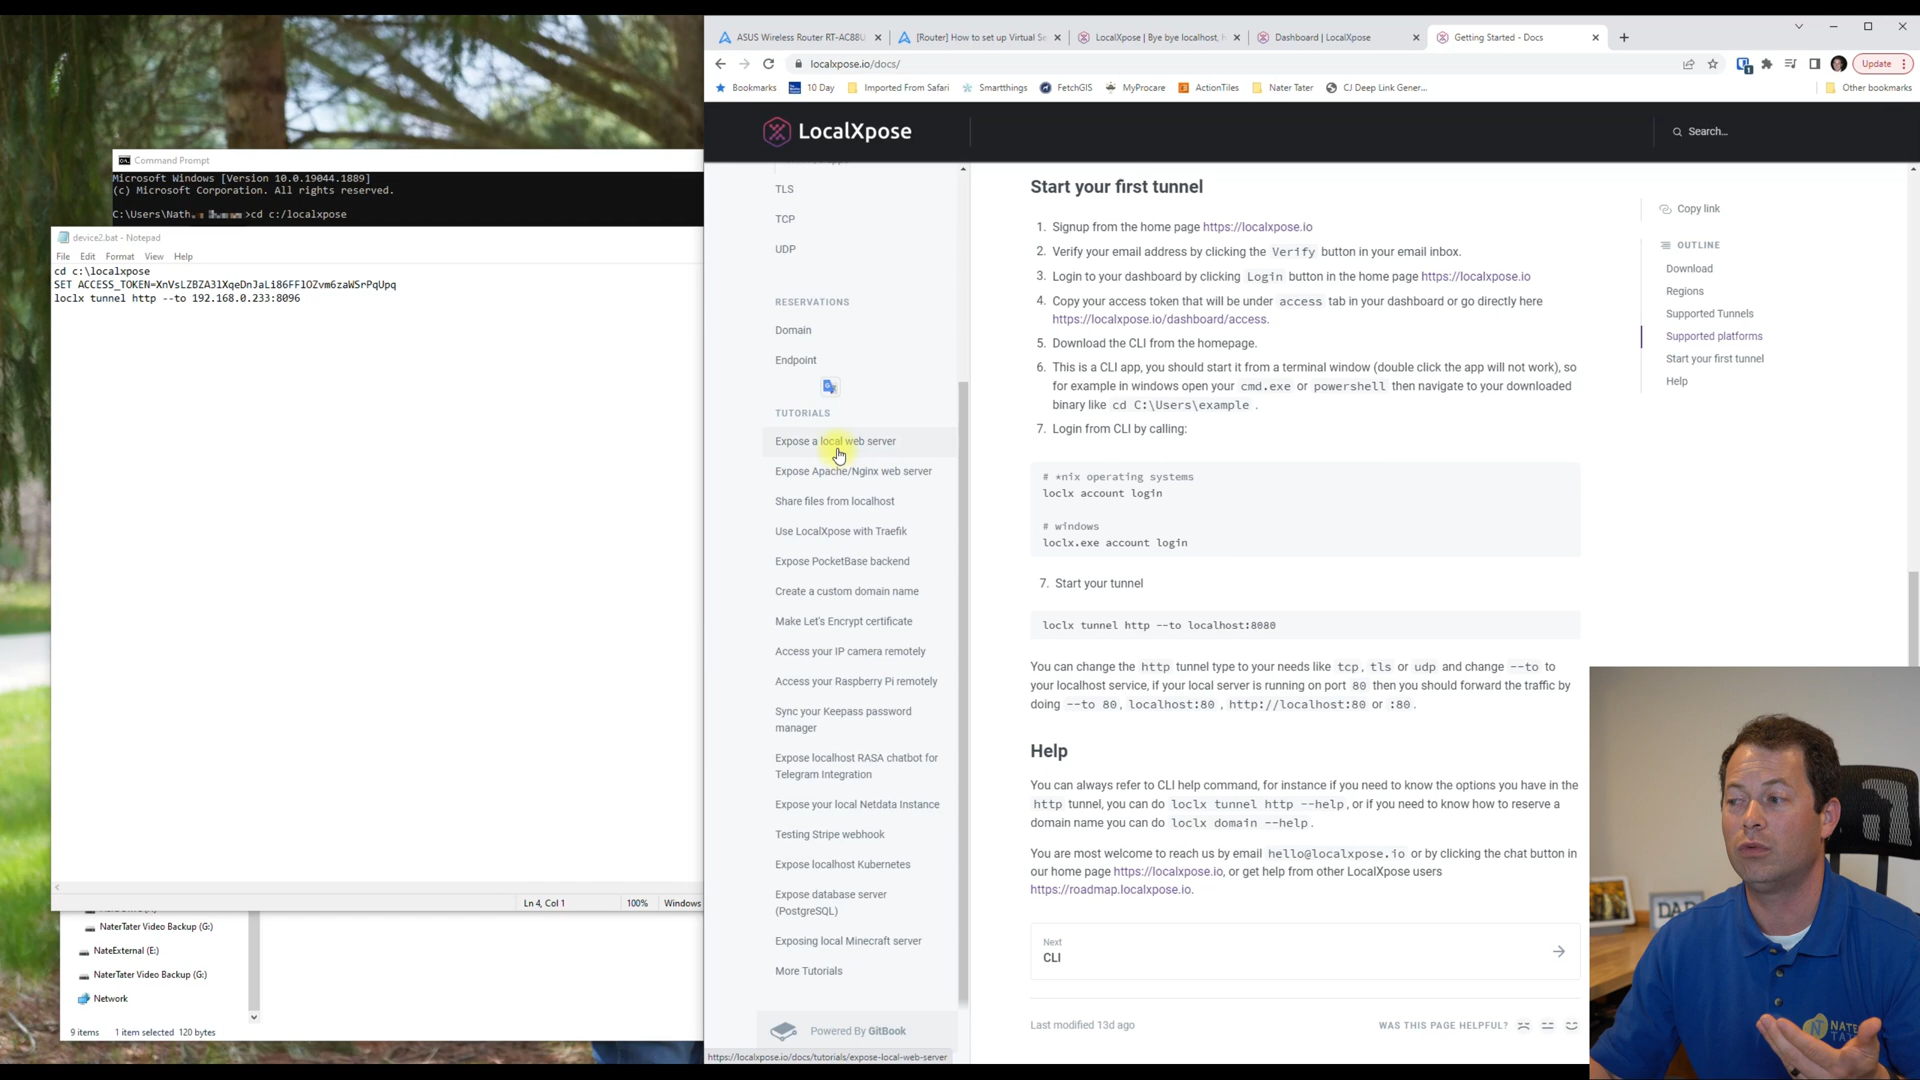 ASUS Wireless Router RT-AC88U
[Router] How to set up Virtual Se
LocalXpose | Bye bye localhost, H
Dashboard | LocalXpose
Getting Started - Docs
localxpose.io/docs/
Update
Bookmarks
10 Day
Imported From Safari
Smartthings
FetchGIS
MyProcare
ActionTiles
Nater Tater
CJ Deep Link Gener...
Other bookmarks
LocalXpose
Search...
Command Prompt
Microsoft Windows [Version 10.0.19044.1889]
(c) Microsoft Corporation. All rights reserved.
C:\Users\Nath >cd c:/localxpose
device2.bat - Notepad
File Edit Format View Help
cd c:\localxpose
SET ACCESS_TOKEN=XnVsLZBZA3lXqeDnJaLi86FFlOZvm6zaWSrPqUpq
loclx tunnel http --to 192.168.0.233:8096
Ln 4, Col 1
100%
Windows
NaterTater Video Backup (G:)
NateExternal (E:)
NaterTater Video Backup (G:)
Network
9 items
1 item selected 120 bytes
TLS
TCP
UDP
RESERVATIONS
Domain
Endpoint
TUTORIALS
Expose a local web server
Expose Apache/Nginx web server
Share files from localhost
Use LocalXpose with Traefik
Expose PocketBase backend
Create a custom domain name
Make Let's Encrypt certificate
Access your IP camera remotely
Access your Raspberry Pi remotely
Sync your Keepass password
manager
Expose localhost RASA chatbot for
Telegram Integration
Expose your local Netdata Instance
Testing Stripe webhook
Expose localhost Kubernetes
Expose database server
(PostgreSQL)
Exposing local Minecraft server
More Tutorials
Powered By GitBook
https://localxpose.io/docs/tutorials/expose-local-web-server
Start your first tunnel
1. Signup from the home page https://localxpose.io
2. Verify your email address by clicking the Verify button in your email inbox.
3. Login to your dashboard by clicking Login button in the home page https://localxpose.io
4. Copy your access token that will be under access tab in your dashboard or go directly here
https://localxpose.io/dashboard/access.
5. Download the CLI from the homepage.
6. This is a CLI app, you should start it from a terminal window (double click the app will not work), so
for example in windows open your cmd.exe or powershell then navigate to your downloaded
binary like cd C:\Users\example .
7. Login from CLI by calling:
# *nix operating systems
loclx account login
# windows
loclx.exe account login
7. Start your tunnel
loclx tunnel http --to localhost:8080
You can change the http tunnel type to your needs like tcp, tls or udp and change --to to
your localhost service, if your local server is running on port 80 then you should forward the traffic by
doing --to 80, localhost:80 , http://localhost:80 or :80.
Help
You can always refer to CLI help command, for instance if you need to know the options you have in the
http tunnel, you can do loclx tunnel http --help, or if you need to know how to reserve a
domain name you can do loclx domain --help.
You are most welcome to reach us by email hello@localxpose.io or by clicking the chat button in
our home page https://localxpose.io, or get help from other LocalXpose users
https://roadmap.localxpose.io.
Next
CLI
Last modified 13d ago
WAS THIS PAGE HELPFUL?
Copy link
OUTLINE
Download
Regions
Supported Tunnels
Supported platforms
Start your first tunnel
Help
DAD